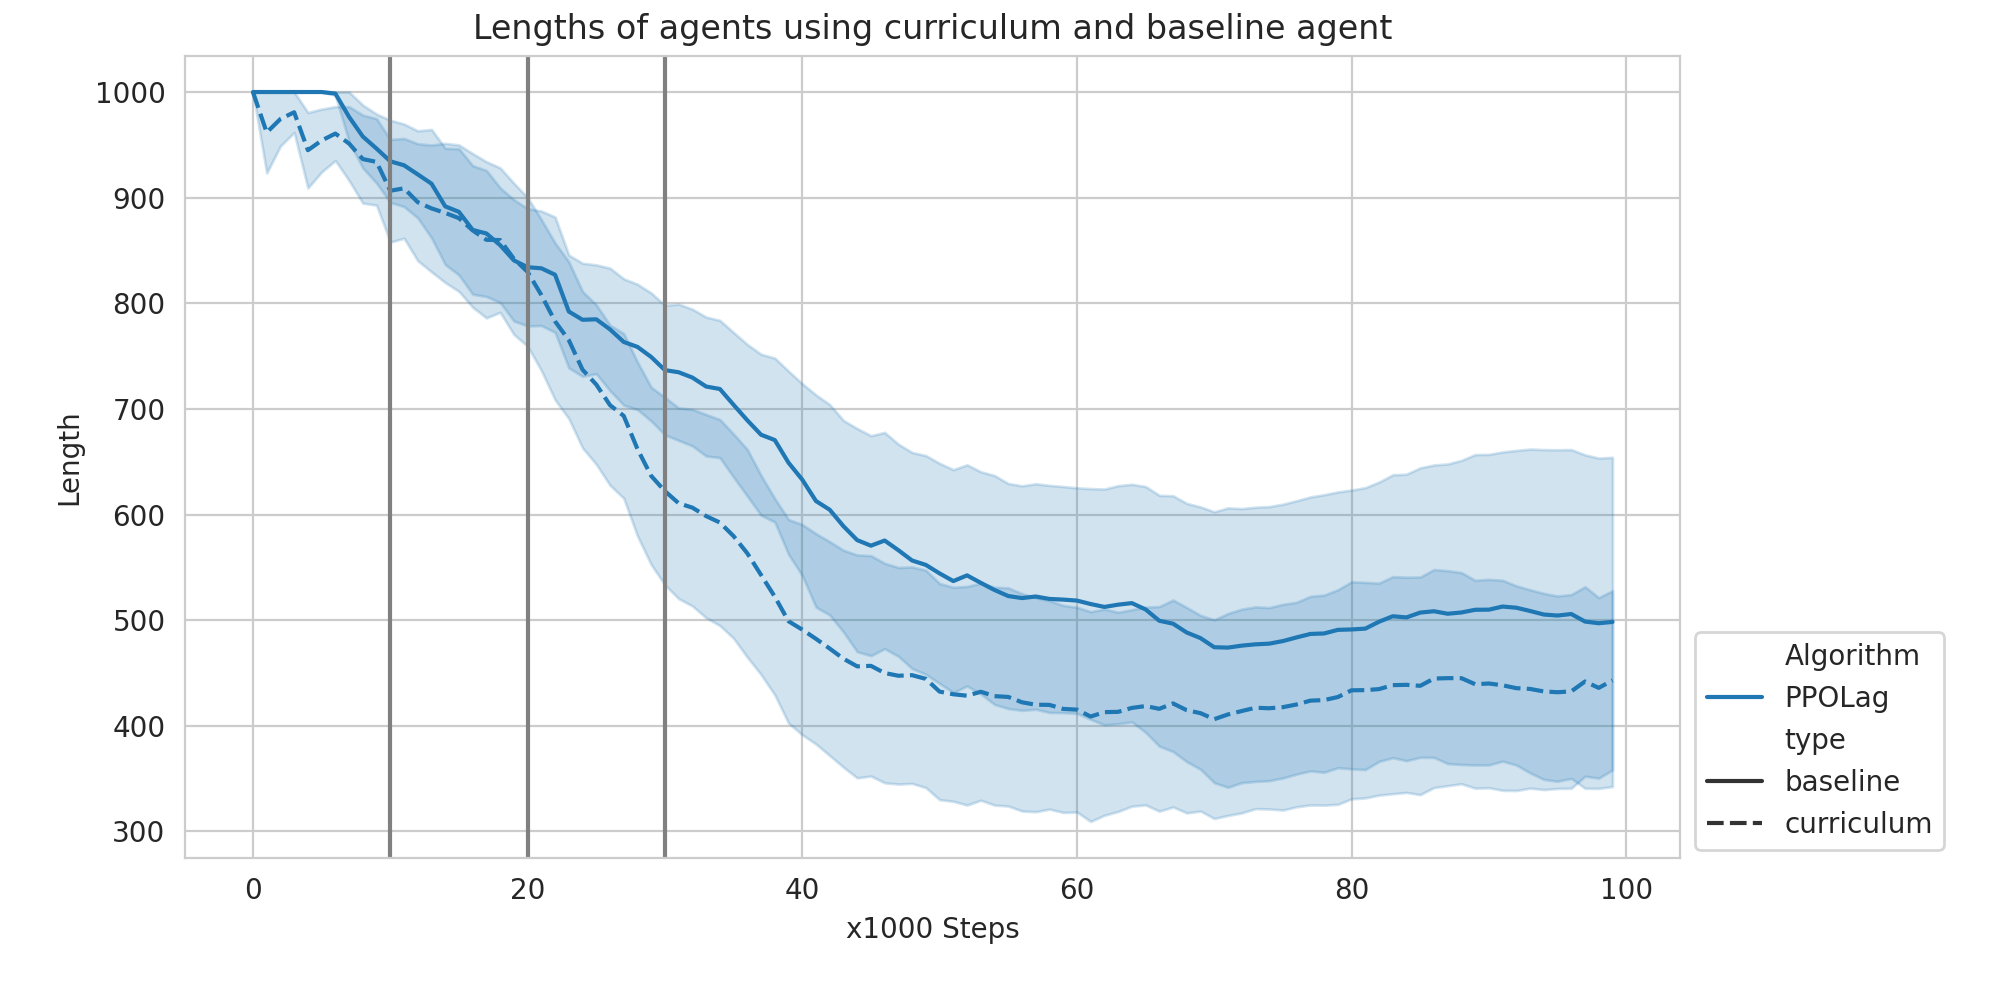 Lengths of agents using curriculum and baseline agent
1000
900
800
700
600
500
400
300
Length
0 20 40 60 80 100
x1000 Steps
Algorithm
PPOLag
type
baseline
curriculum